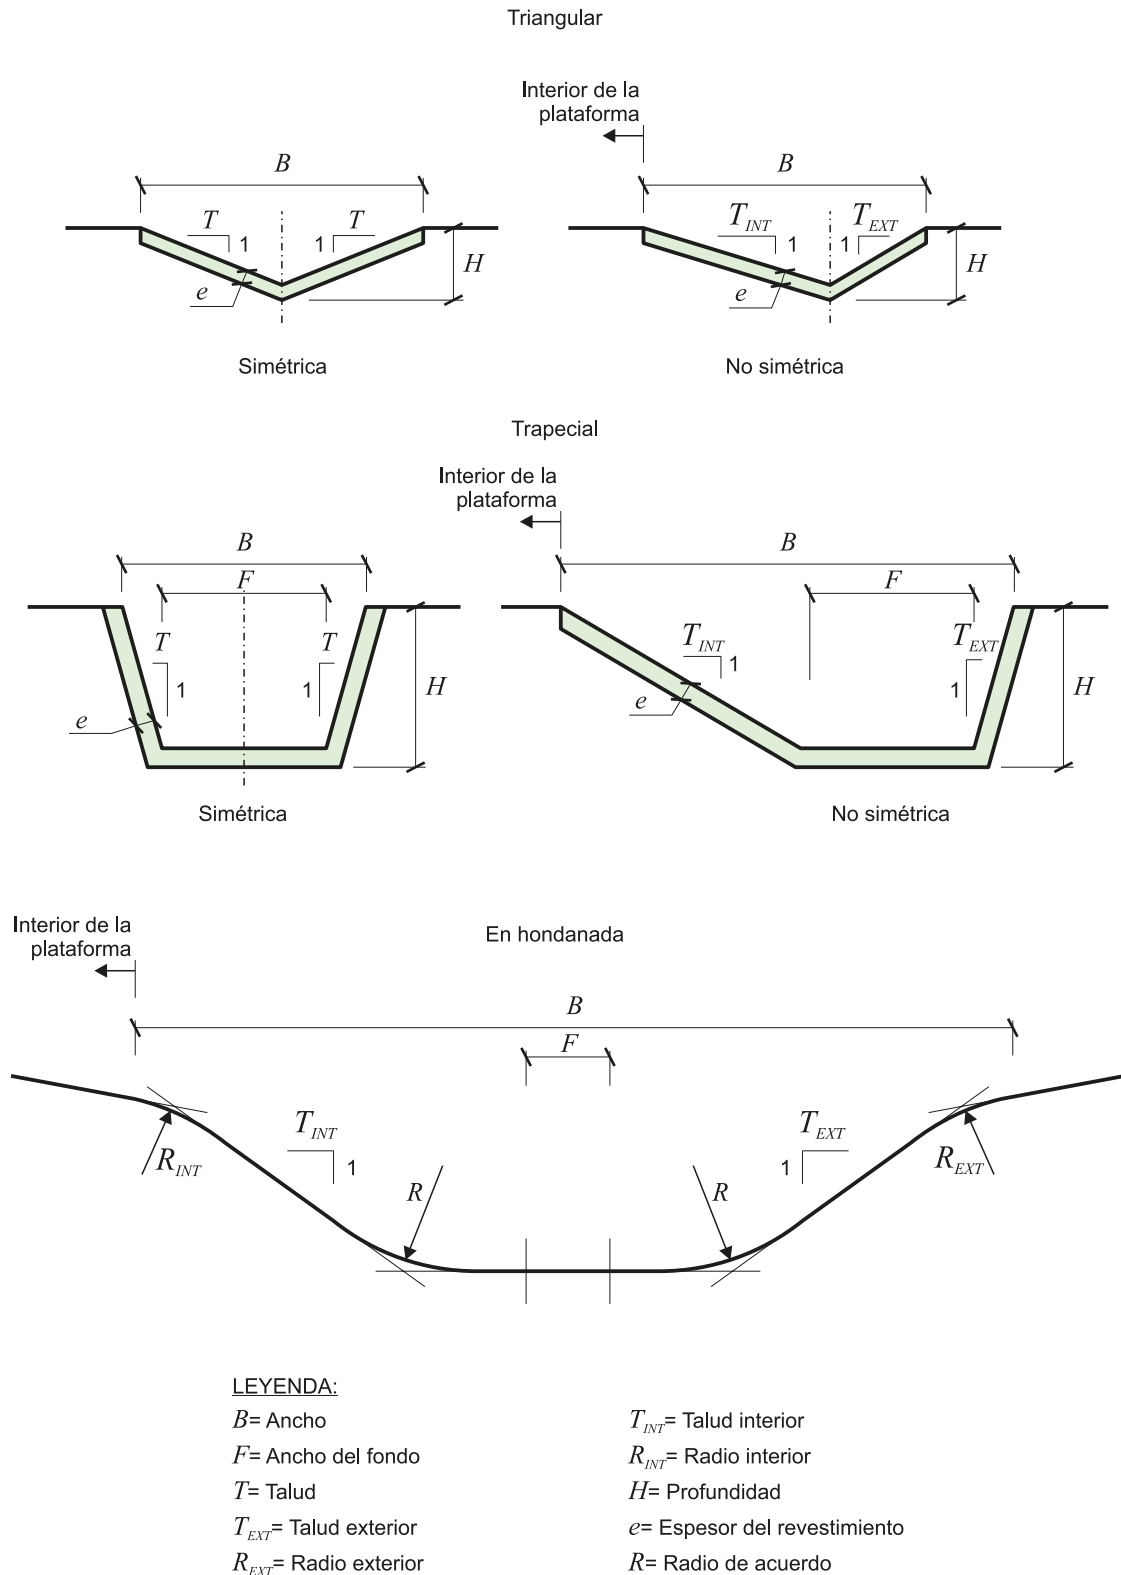 Triangular
Interior de la
plataforma
B
B
T
1
1
T
H
e
T_INT
1
1
T_EXT
H
e
Simétrica
No simétrica
Trapecial
Interior de la
plataforma
B
B
F
F
T
T
1
1
H
e
T_INT
1
T_EXT
1
H
e
Simétrica
No simétrica
Interior de la
plataforma
En hondanada
B
F
T_INT
1
T_EXT
1
R_INT
R_EXT
R
R
LEYENDA:
B= Ancho
F= Ancho del fondo
T= Talud
T_EXT= Talud exterior
R_EXT= Radio exterior
T_INT= Talud interior
R_INT= Radio interior
H= Profundidad
e= Espesor del revestimiento
R= Radio de acuerdo